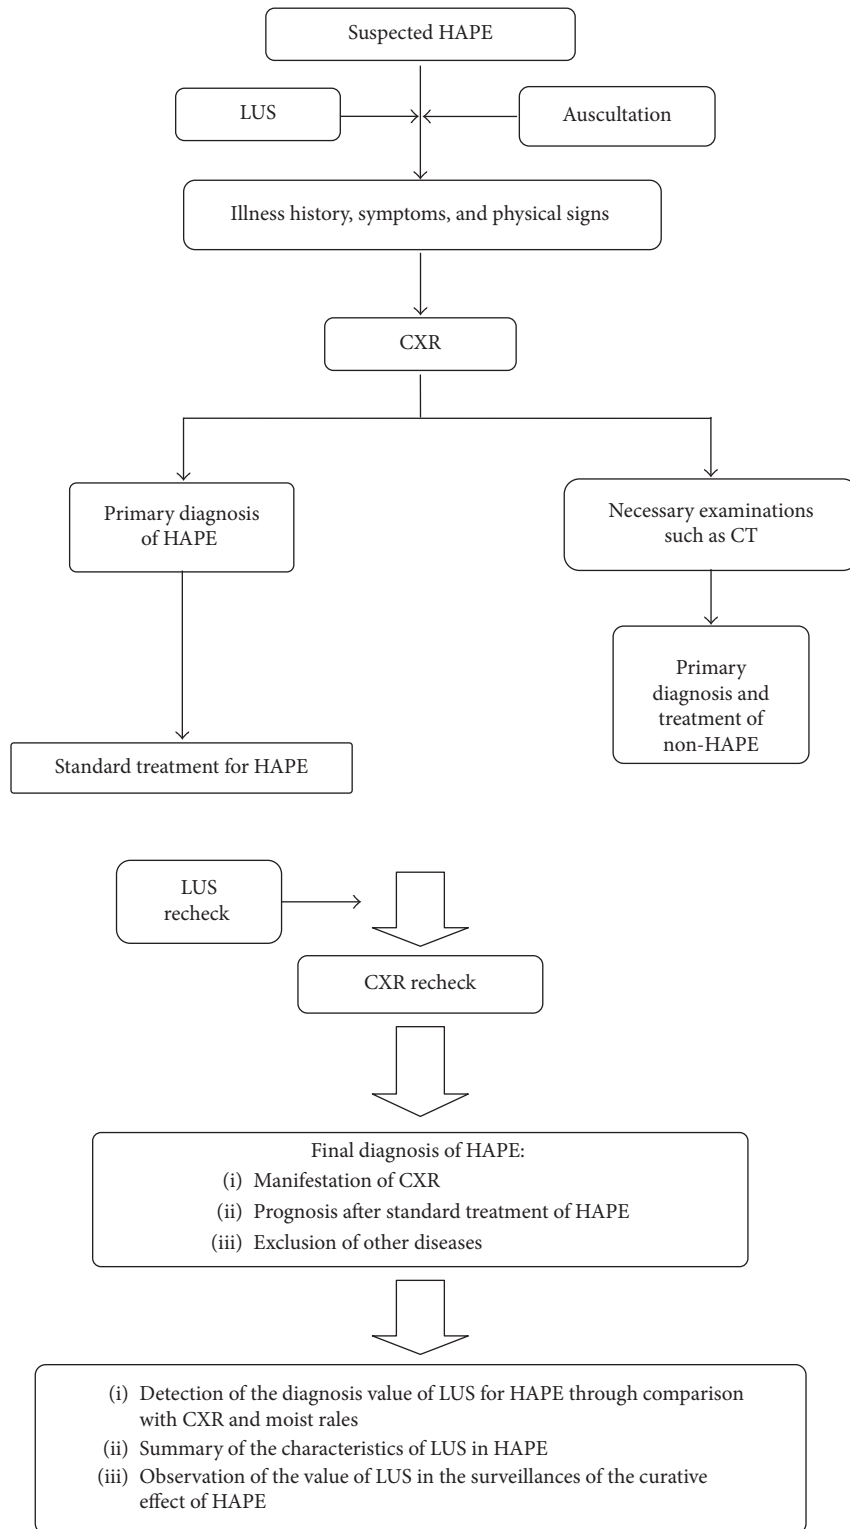 Suspected HAPE
LUS
Auscultation
Illness history, symptoms, and physical signs
CXR
Primary diagnosis
of HAPE
Necessary examinations
such as CT
Primary
diagnosis and
treatment of
non-HAPE
Standard treatment for HAPE
LUS
recheck
CXR recheck
Final diagnosis of HAPE:
(i) Manifestation of CXR
(ii) Prognosis after standard treatment of HAPE
(iii) Exclusion of other diseases
(i) Detection of the diagnosis value of LUS for HAPE through comparison
with CXR and moist rales
(ii) Summary of the characteristics of LUS in HAPE
(iii) Observation of the value of LUS in the surveillances of the curative
effect of HAPE